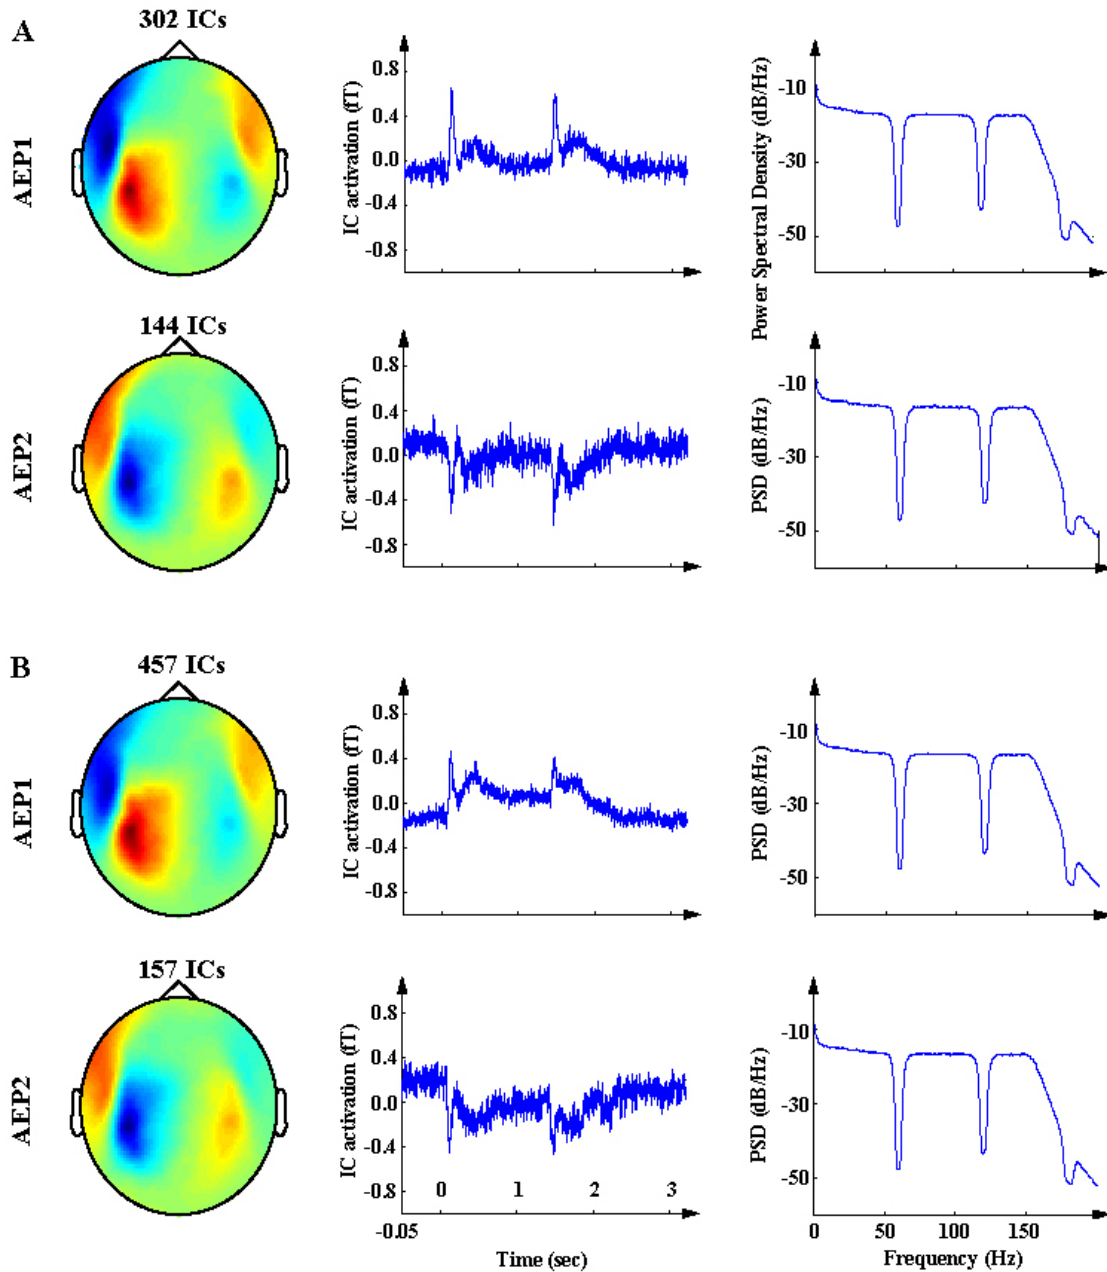 A
302 ICs
AEP1
IC activation (fT)
0.8
0.4
0.0
-0.4
-0.8
Power Spectral Density (dB/Hz)
-10
-30
-50
144 ICs
AEP2
IC activation (fT)
0.8
0.4
0.0
-0.4
-0.8
PSD (dB/Hz)
-10
-30
-50
B
457 ICs
AEP1
IC activation (fT)
0.8
0.4
0.0
-0.4
-0.8
PSD (dB/Hz)
-10
-30
-50
157 ICs
AEP2
IC activation (fT)
0.8
0.4
0.0
-0.4
-0.8
0 1 2 3
-0.05
Time (sec)
PSD (dB/Hz)
-10
-30
-50
0 50 100 150
Frequency (Hz)